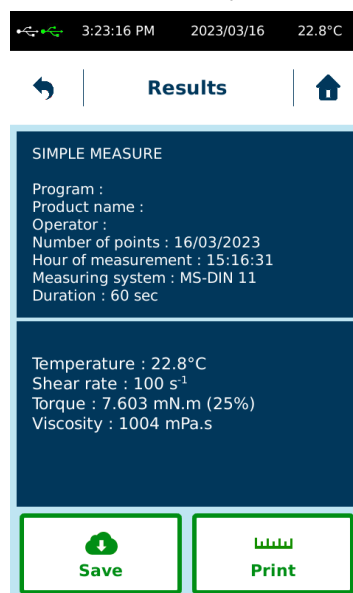 3:23:16 PM 2023/03/16 22.8°C
Results
SIMPLE MEASURE
Program :
Product name :
Operator :
Number of points : 16/03/2023
Hour of measurement : 15:16:31
Measuring system : MS-DIN 11
Duration : 60 sec
Temperature : 22.8°C
Shear rate : 100 s⁻¹
Torque : 7.603 mN.m (25%)
Viscosity : 1004 mPa.s
Save Print